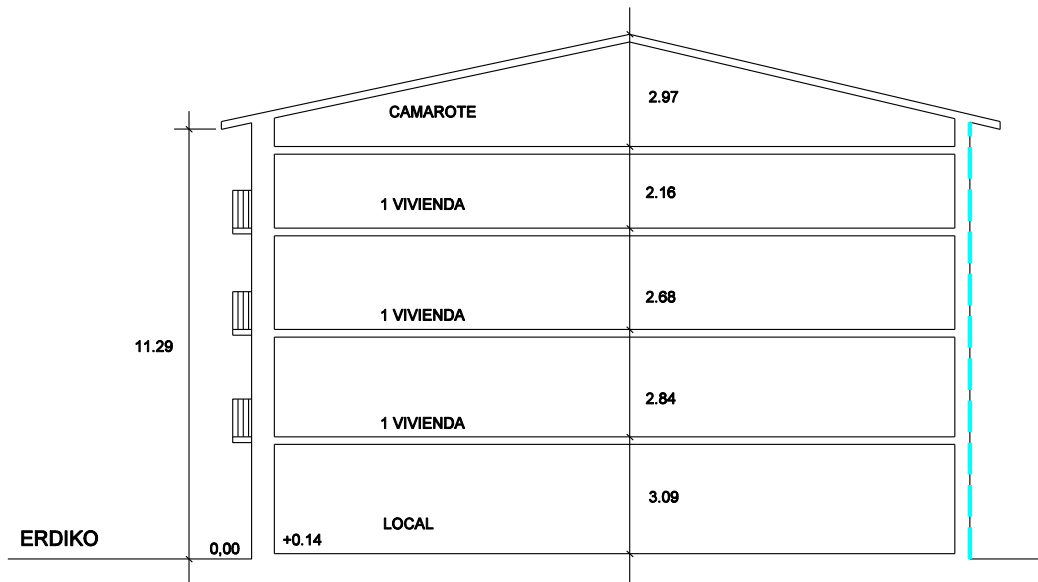 2.97
CAMAROTE
2.16
1 VIVIENDA
2.68
1 VIVIENDA
11.29
2.84
1 VIVIENDA
3.09
LOCAL
ERDIKO
0,00
+0.14